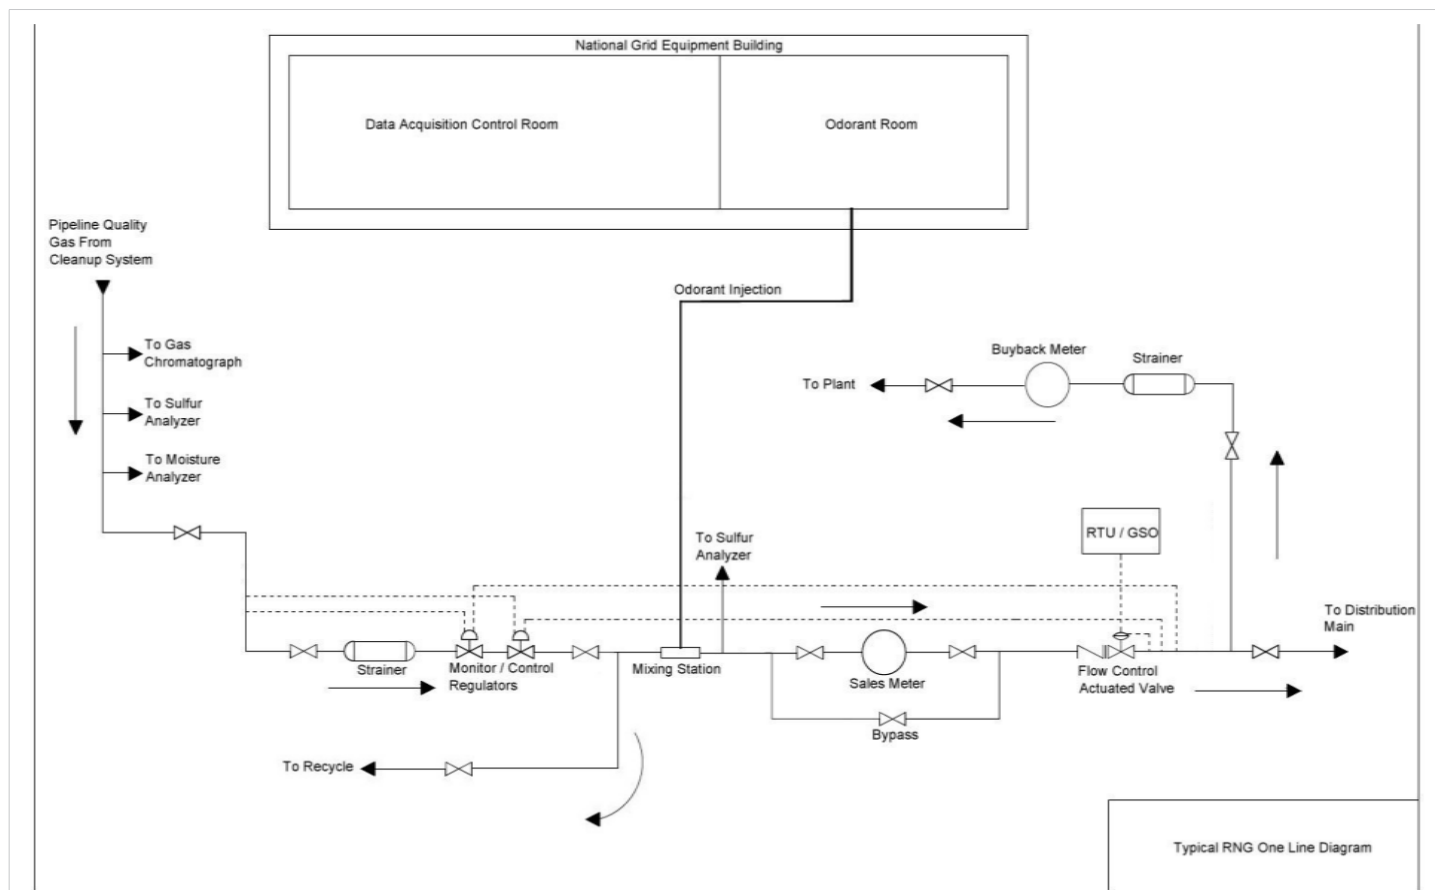 National Grid Equipment Building
Data Acquisition Control Room
Odorant Room
Pipeline Quality
Gas From
Cleanup System
Odorant Injection
To Gas
Chromatograph
To Sulfur
Analyzer
To Moisture
Analyzer
Buyback Meter
Strainer
To Plant
RTU / GSO
To Sulfur
Analyzer
To Distribution
Main
Strainer
Monitor / Control
Regulators
Mixing Station
Sales Meter
Flow Control
Actuated Valve
Bypass
To Recycle
Typical RNG One Line Diagram